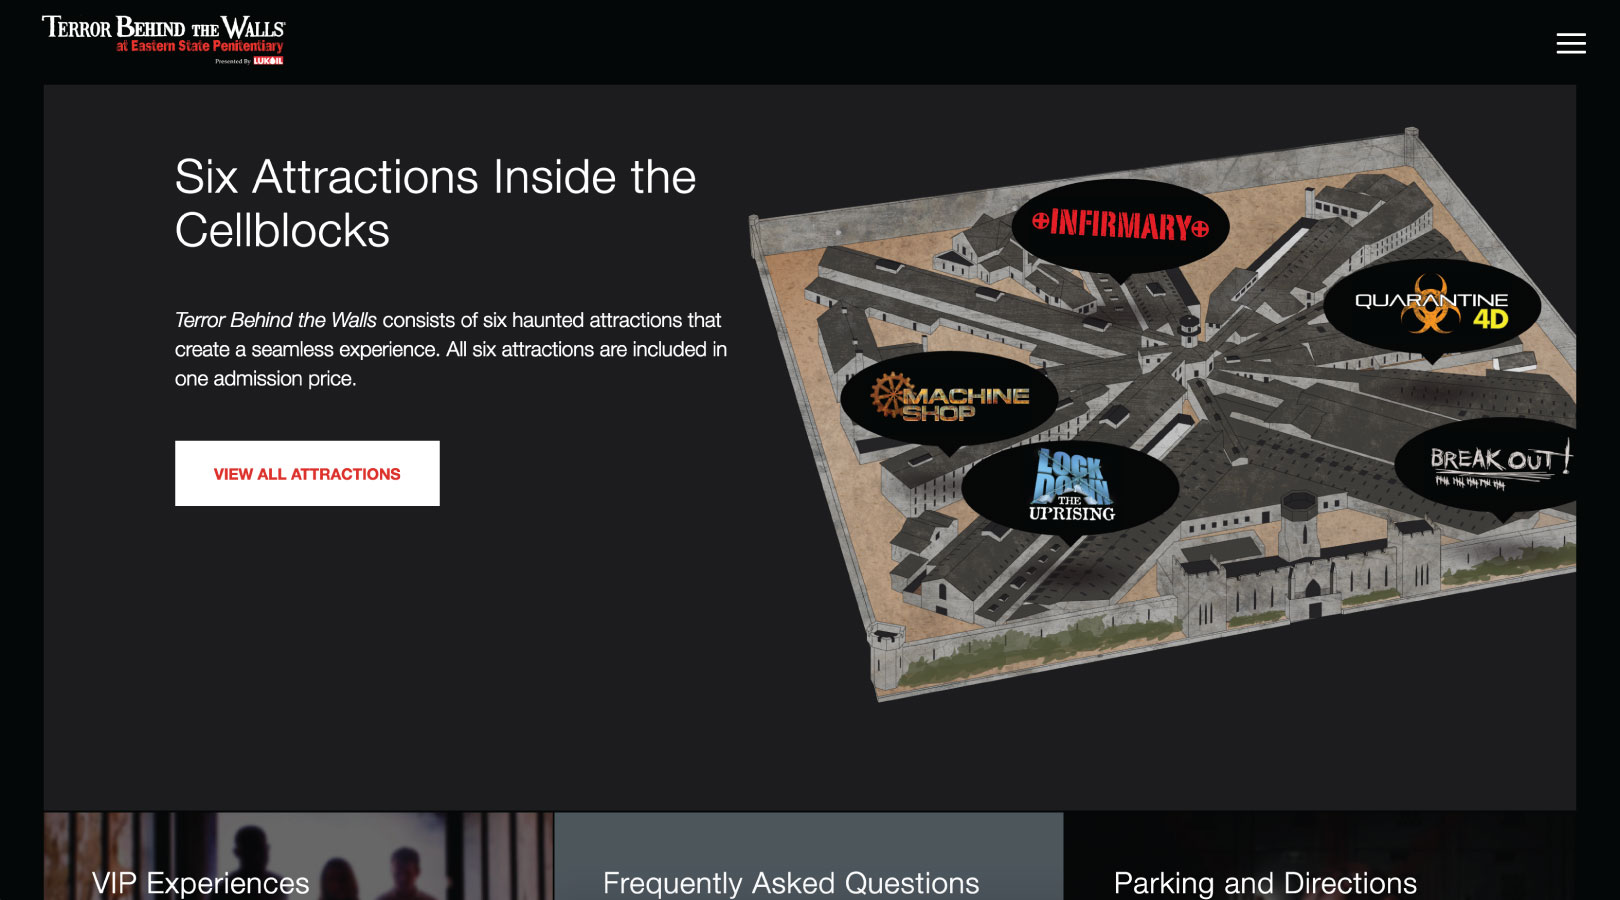 TERROR BEHIND THE WALLS
at Eastern State Penitentiary
Presented By LUKOIL
Six Attractions Inside the
Cellblocks
Terror Behind the Walls consists of six haunted attractions that
create a seamless experience. All six attractions are included in
one admission price.
VIEW ALL ATTRACTIONS
INFIRMARY
QUARANTINE
4D
MACHINE
SHOP
LOCK
DOWN
THE
UPRISING
BREAK OUT!
VIP Experiences
Frequently Asked Questions
Parking and Directions